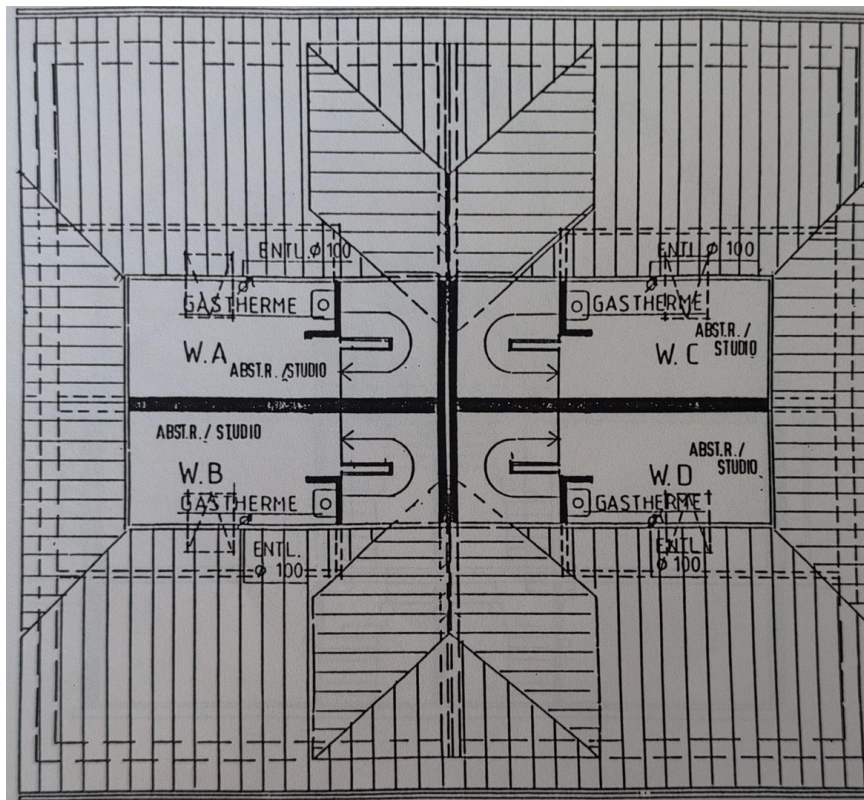 ENTL. Ø 100
GASTHERME
W.A
ABST.R. / STUDIO
ENTL. Ø 100
GASTHERME
ABST.R. /
STUDIO
W. C
ABST.R. / STUDIO
W.B
GASTHERME
ENTL.
Ø 100
ABST.R. /
STUDIO
W. D
GASTHERME
ENTL.
Ø 100